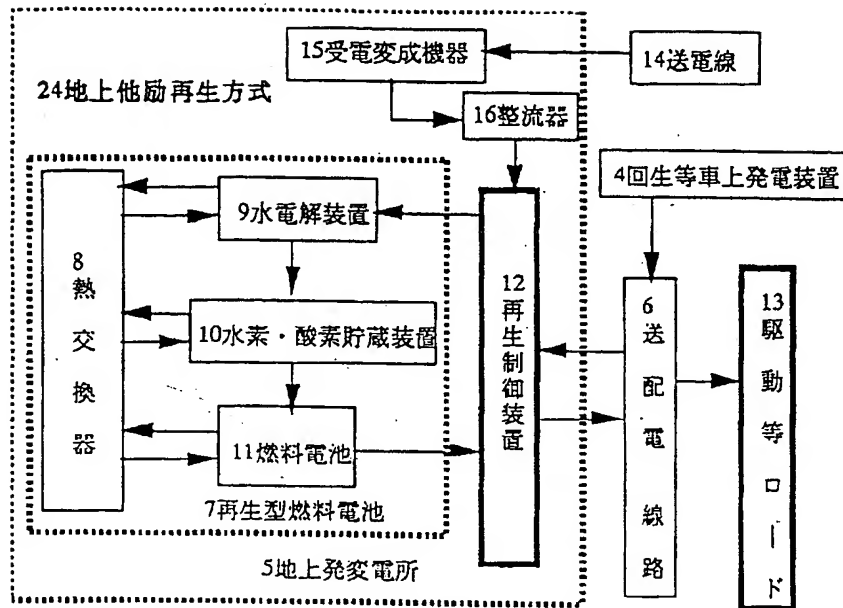 15受電変成機器
14送電線
24地上他励再生方式
16整流器
4回生等車上発電装置
9水電解装置
8熱交換器
12再生制御装置
6送配電線路
13駆動等ロード
10水素・酸素貯蔵装置
11燃料電池
7再生型燃料電池
5地上発変電所